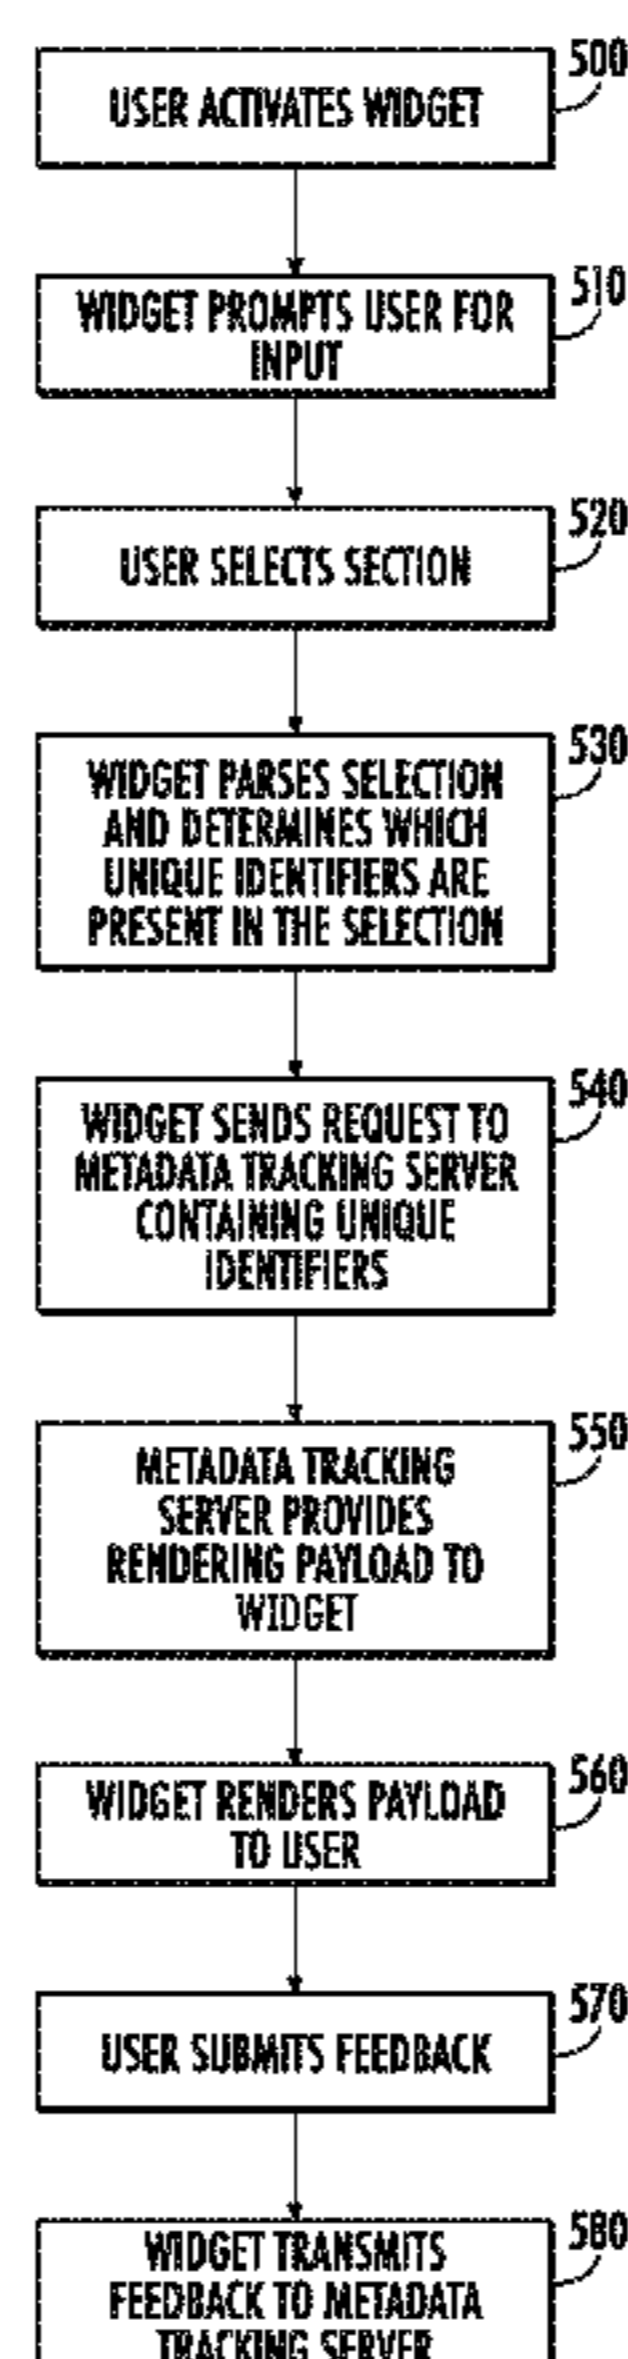 500
USER ACTIVATES WIDGET
510
WIDGET PROMPTS USER FOR
INPUT
520
USER SELECTS SECTION
530
WIDGET PARSES SELECTION
AND DETERMINES WHICH
UNIQUE IDENTIFIERS ARE
PRESENT IN THE SELECTION
540
WIDGET SENDS REQUEST TO
METADATA TRACKING SERVER
CONTAINING UNIQUE
IDENTIFIERS
550
METADATA TRACKING
SERVER PROVIDES
RENDERING PAYLOAD TO
WIDGET
560
WIDGET RENDERS PAYLOAD
TO USER
570
USER SUBMITS FEEDBACK
580
WIDGET TRANSMITS
FEEDBACK TO METADATA
TRACKING SERVER